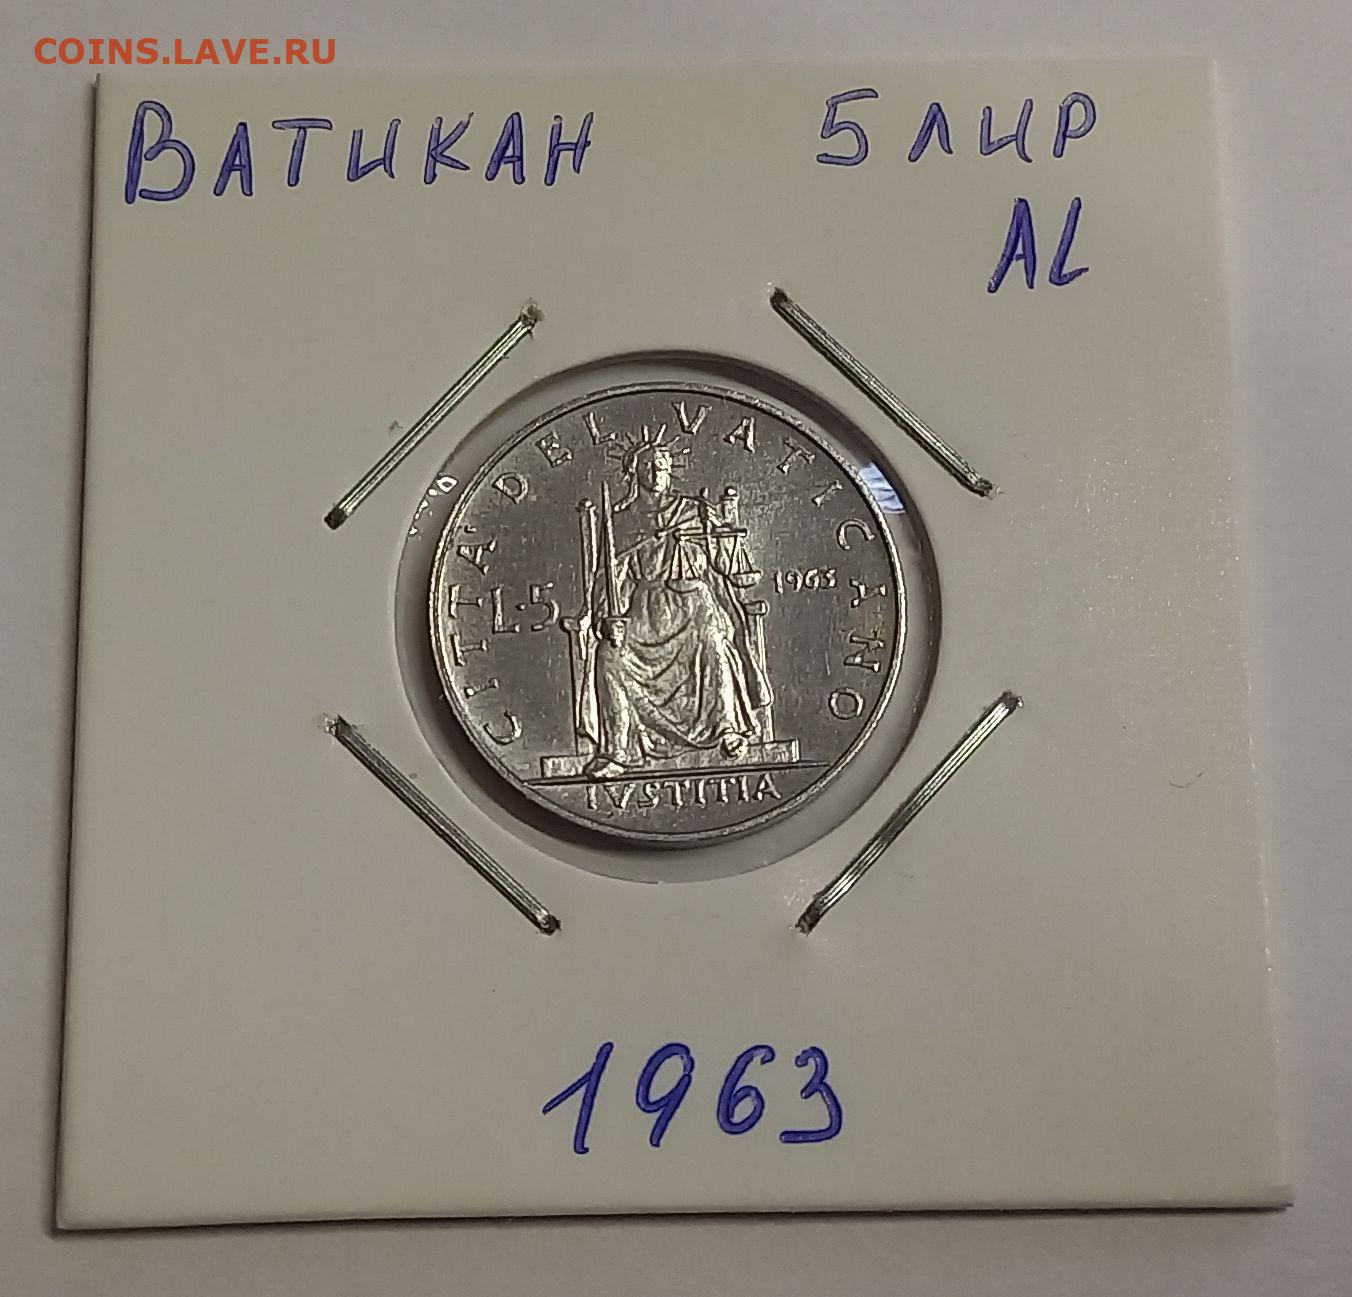 COINS.LAVE.RU
ВАТИКАН 5 ЛИР
AL
CITTA' DEL VATICANO
L·5
1963
IVSTITIA
1963